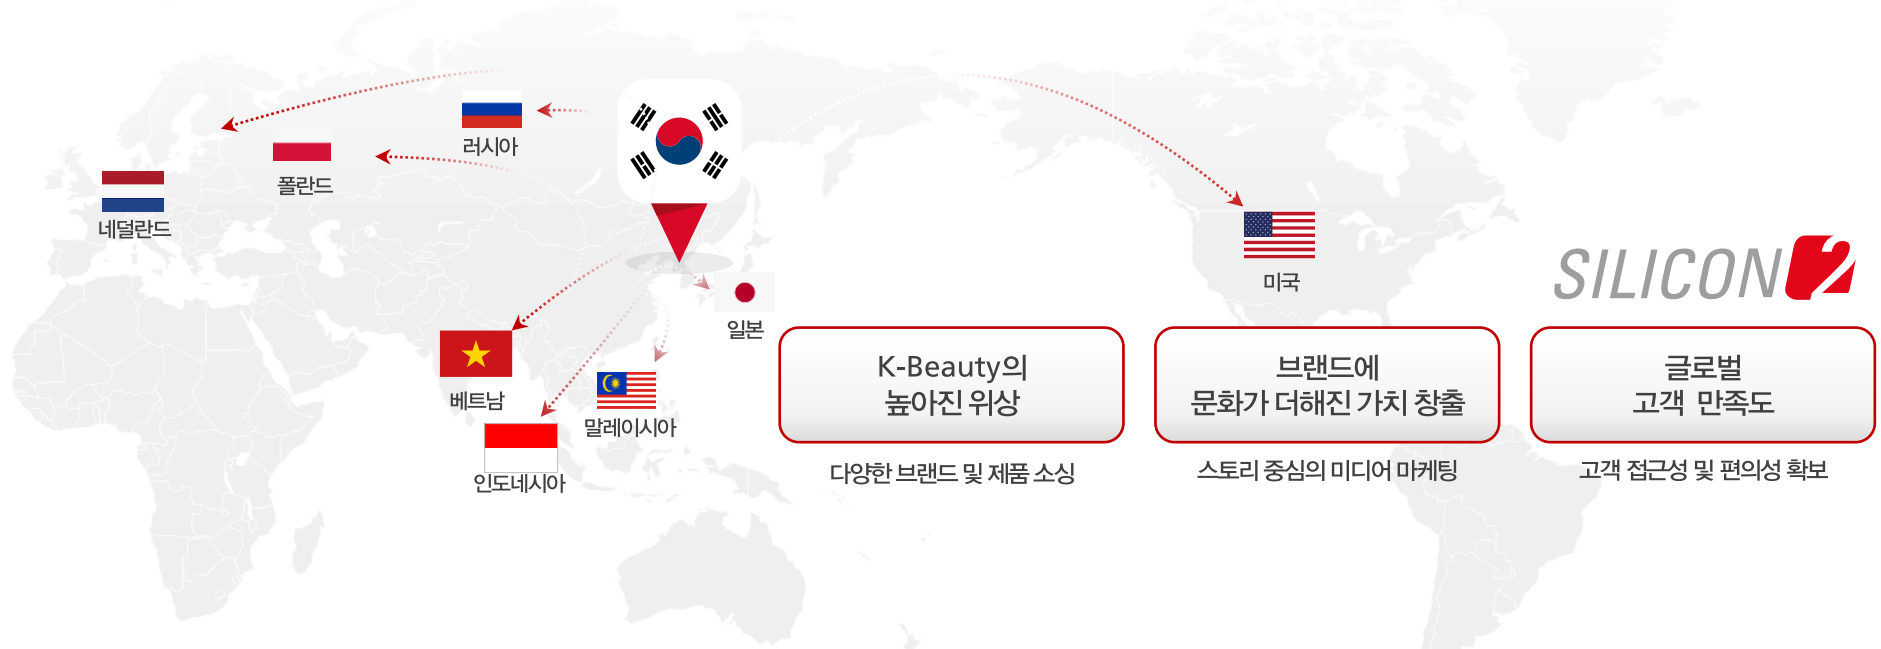 러시아
폴란드
네덜란드
미국
SILICON2
일본
베트남
말레이시아
인도네시아
K-Beauty의
높아진 위상
다양한 브랜드 및 제품 소싱
브랜드에
문화가 더해진 가치 창출
스토리 중심의 미디어 마케팅
글로벌
고객 만족도
고객 접근성 및 편의성 확보